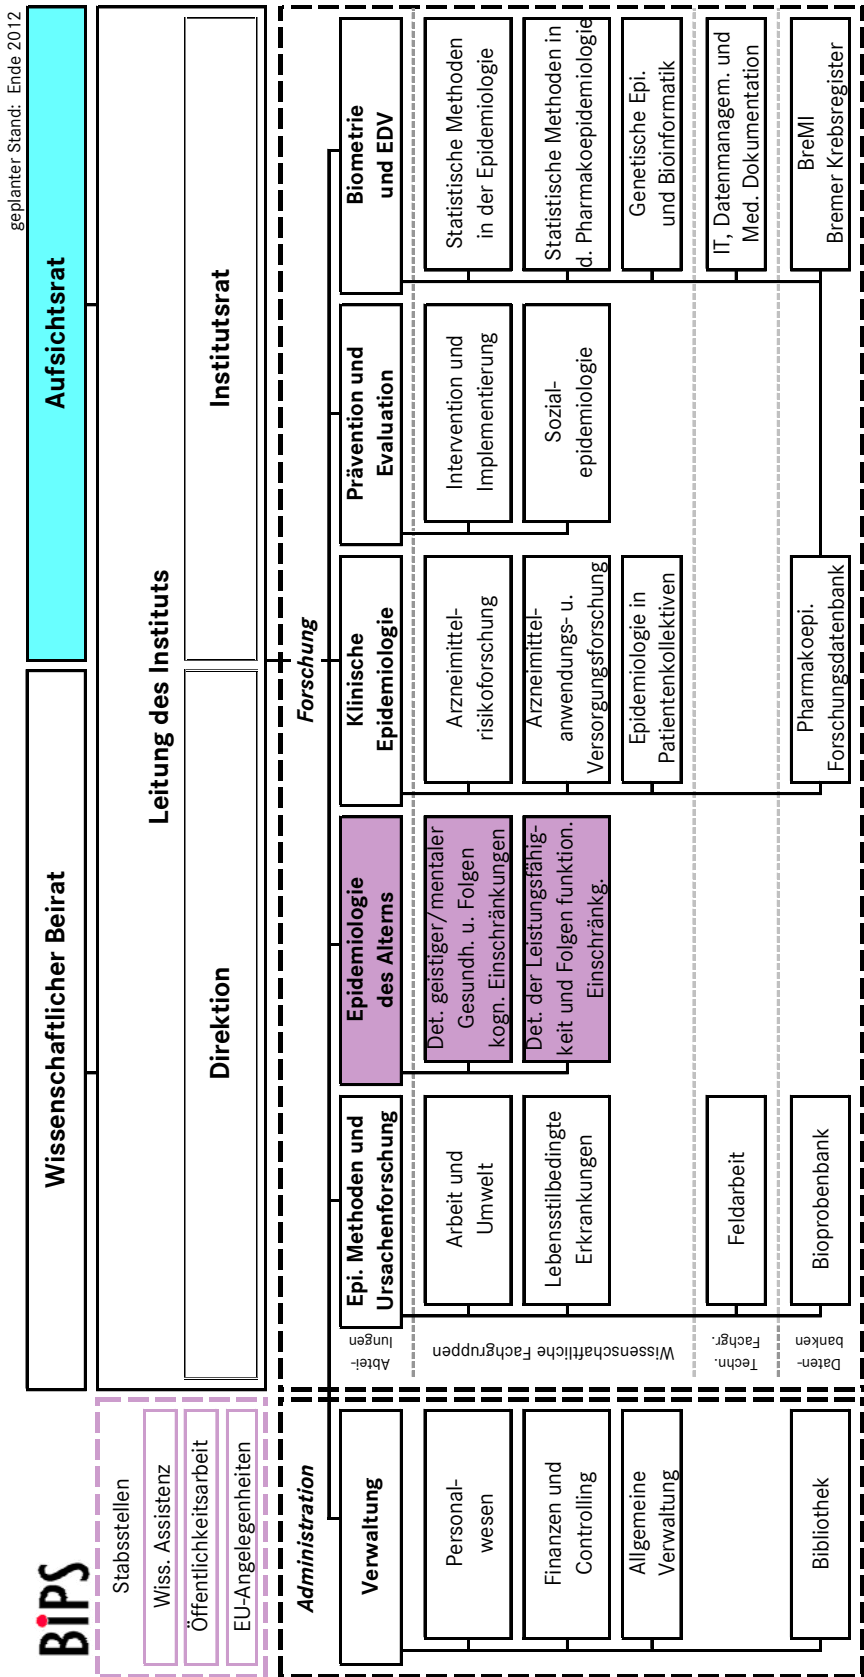 BiPS
geplanter Stand: Ende 2012
Wissenschaftlicher Beirat
Aufsichtsrat
Stabsstellen
Wiss. Assistenz
Öffentlichkeitsarbeit
EU-Angelegenheiten
Leitung des Instituts
Direktion
Institutsrat
Administration
Forschung
Verwaltung
Personal-
wesen
Finanzen und
Controlling
Allgemeine
Verwaltung
Bibliothek
Abtei-
lungen
Wissenschaftliche Fachgruppen
Techn.
Fachgr.
Daten-
banken
Epi. Methoden und
Ursachenforschung
Arbeit und
Umwelt
Lebensstilbedingte
Erkrankungen
Feldarbeit
Bioprobenbank
Epidemiologie
des Alterns
Det. geistiger/mentaler
Gesundh. u. Folgen
kogn. Einschränkungen
Det. der Leistungsfähig-
keit und Folgen funktion.
Einschränkg.
Klinische
Epidemiologie
Arzneimittel-
risikoforschung
Arzneimittel-
anwendungs- u.
Versorgungsforschung
Epidemiologie in
Patientenkollektiven
Pharmakoepi.
Forschungsdatenbank
Prävention und
Evaluation
Intervention und
Implementierung
Sozial-
epidemiologie
Biometrie
und EDV
Statistische Methoden
in der Epidemiologie
Statistische Methoden in
d. Pharmakoepidemiologie
Genetische Epi.
und Bioinformatik
IT, Datenmanagem. und
Med. Dokumentation
BreMI
Bremer Krebsregister